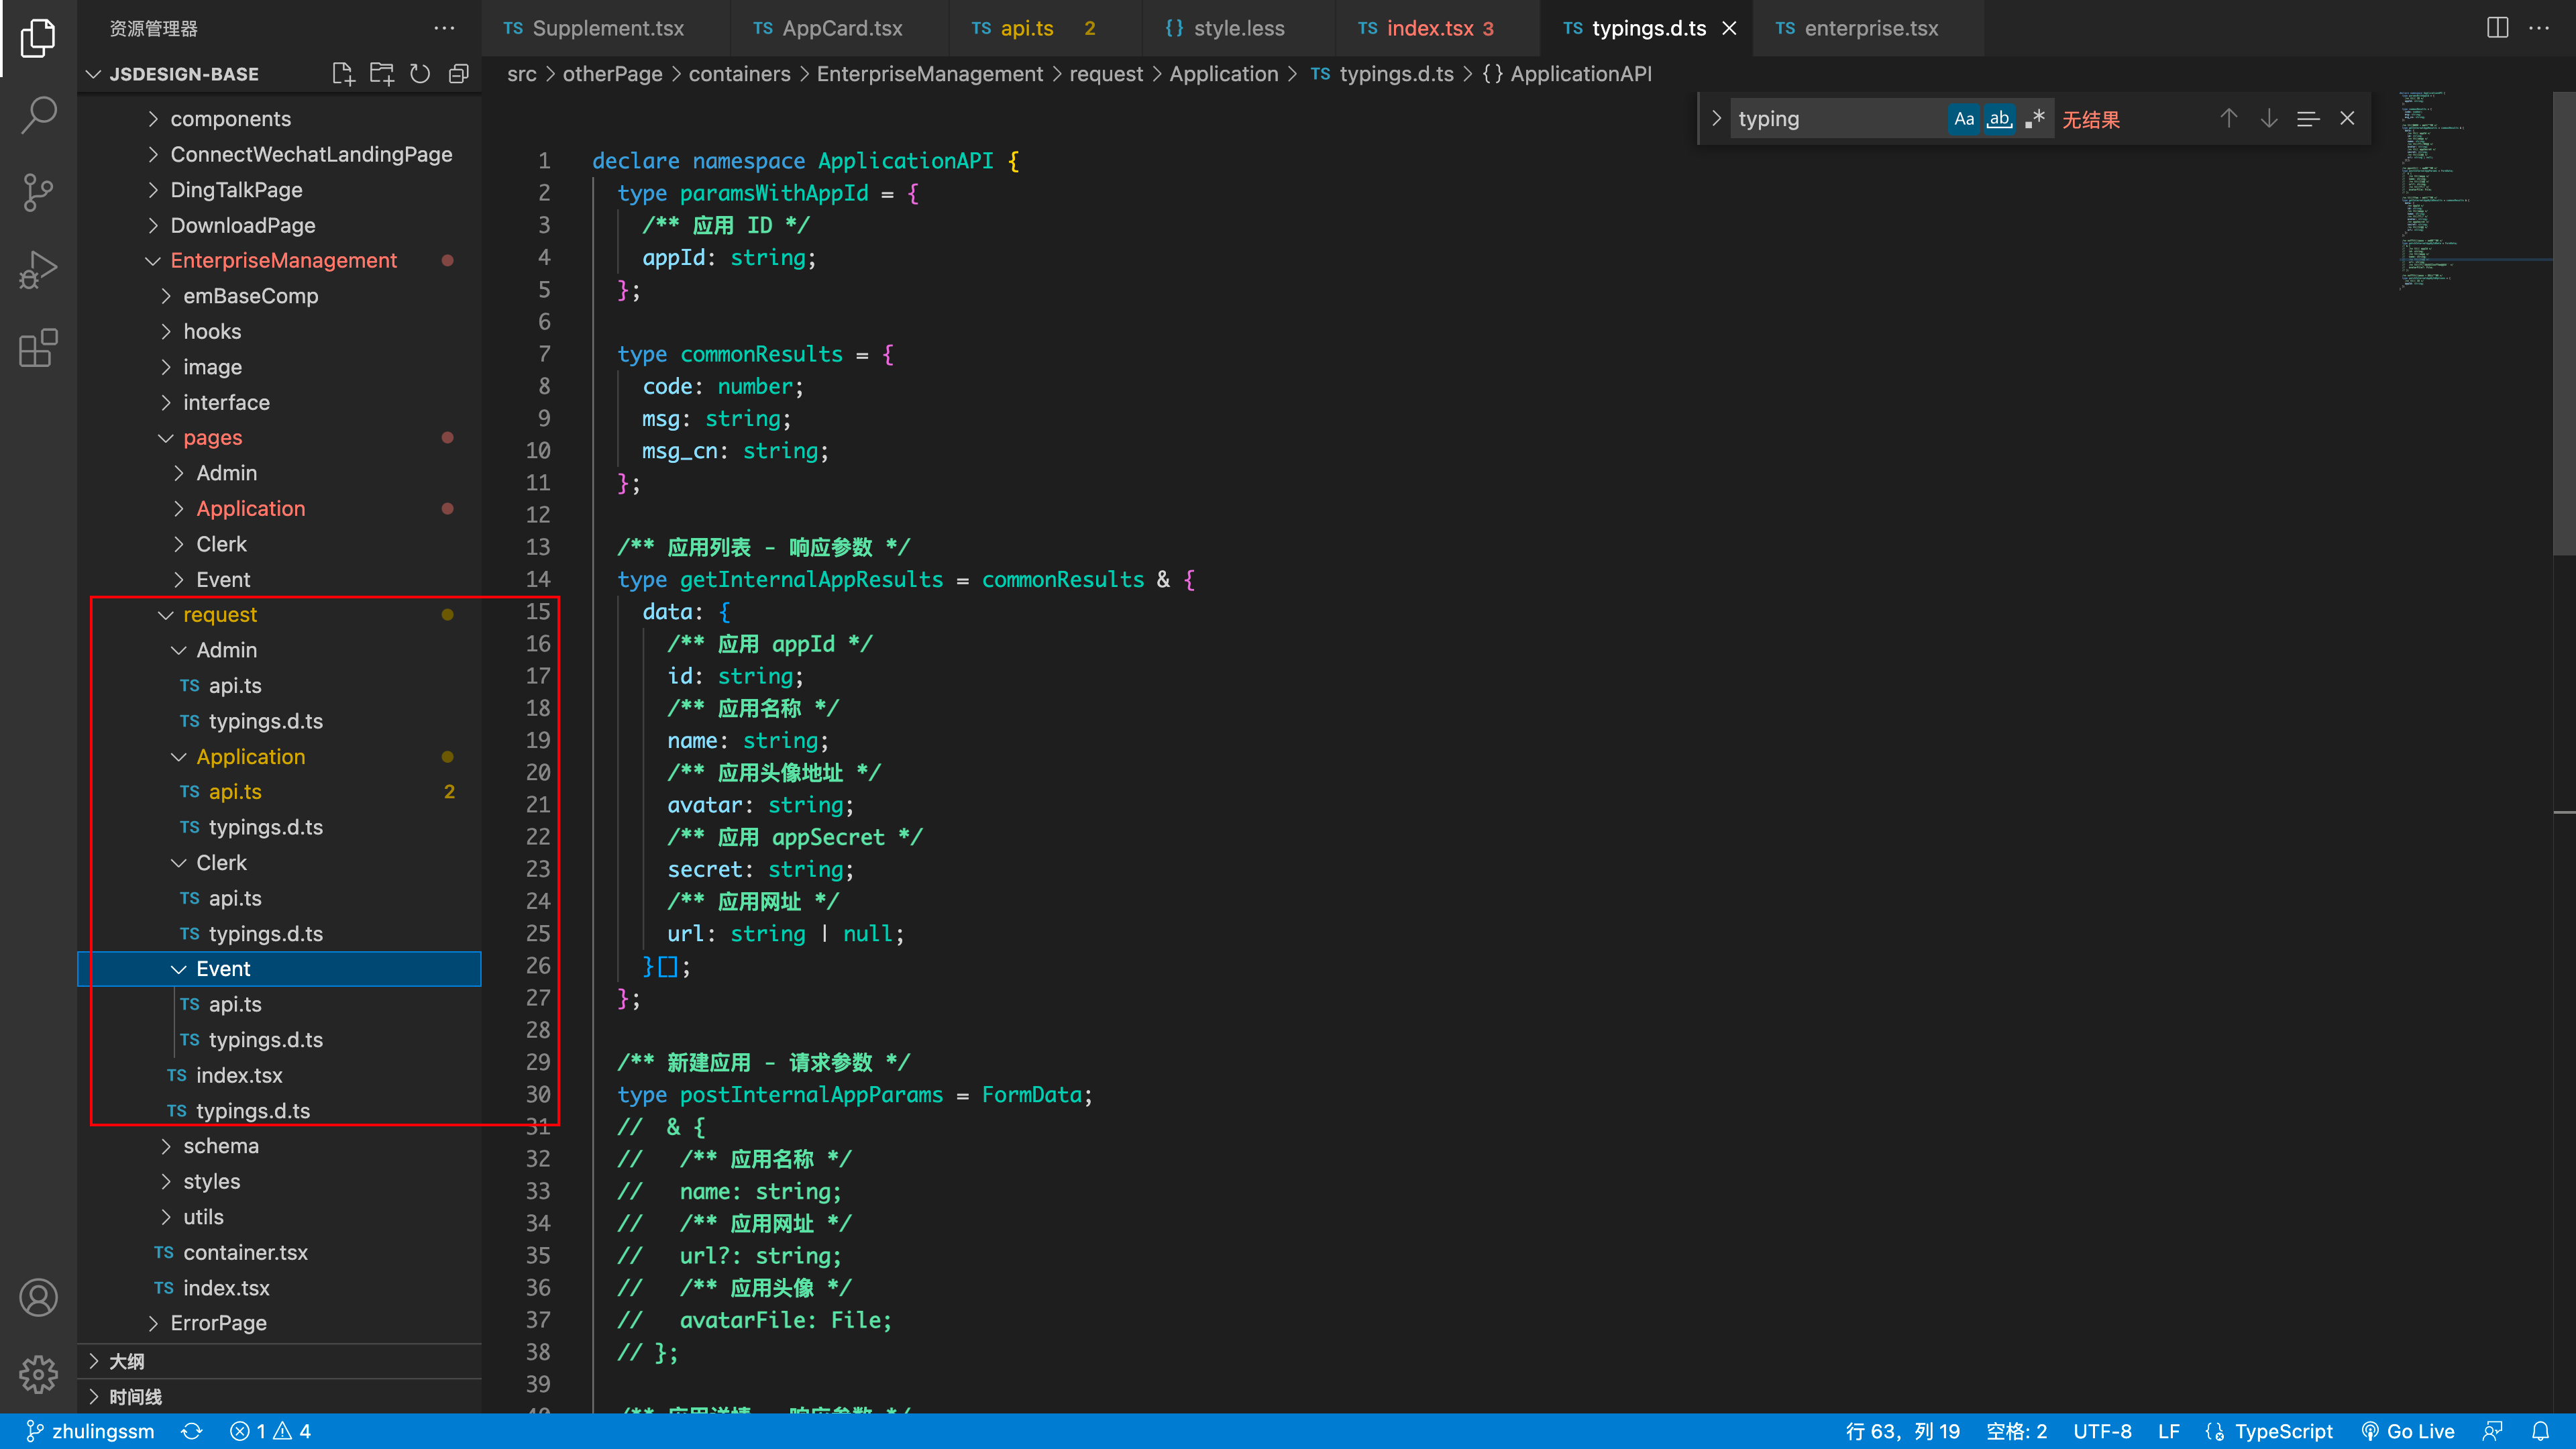 资源管理器
Supplement.tsx
AppCard.tsx
api.ts 2
style.less
index.tsx 3
typings.d.ts
enterprise.tsx
JSDESIGN-BASE
src > otherPage > containers > EnterpriseManagement > request > Application > TS typings.d.ts > {} ApplicationAPI
typing
Aa
ab
无结果
components
ConnectWechatLandingPage
DingTalkPage
DownloadPage
EnterpriseManagement
emBaseComp
hooks
image
interface
pages
Admin
Application
Clerk
Event
request
Admin
TS api.ts
TS typings.d.ts
Application
TS api.ts 2
TS typings.d.ts
Clerk
TS api.ts
TS typings.d.ts
Event
TS api.ts
TS typings.d.ts
TS index.tsx
TS typings.d.ts
schema
styles
utils
TS container.tsx
TS index.tsx
ErrorPage
大纲
时间线
1 declare namespace ApplicationAPI {
2 type paramsWithAppId = {
3 /** 应用 ID */
4 appId: string;
5 };
6
7 type commonResults = {
8 code: number;
9 msg: string;
10 msg_cn: string;
11 };
12
13 /** 应用列表 - 响应参数 */
14 type getInternalAppResults = commonResults & {
15 data: {
16 /** 应用 appId */
17 id: string;
18 /** 应用名称 */
19 name: string;
20 /** 应用头像地址 */
21 avatar: string;
22 /** 应用 appSecret */
23 secret: string;
24 /** 应用网址 */
25 url: string | null;
26 }[];
27 };
28
29 /** 新建应用 - 请求参数 */
30 type postInternalAppParams = FormData;
31 // & {
32 // /** 应用名称 */
33 // name: string;
34 // /** 应用网址 */
35 // url?: string;
36 // /** 应用头像 */
37 // avatarFile: File;
38 // };
39
zhulingssm
1
4
行 63，列 19
空格: 2
UTF-8
LF
TypeScript
Go Live